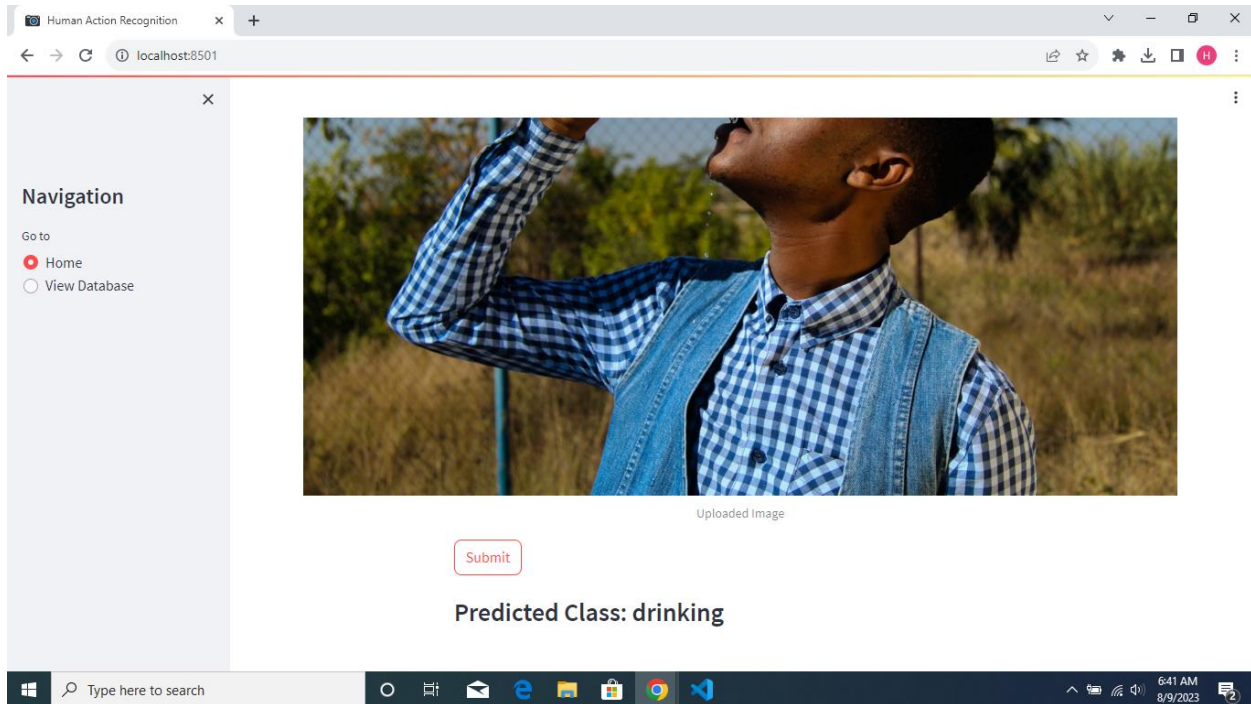 Human Action Recognition
localhost:8501
H
Navigation
Go to
Home
View Database
Uploaded Image
Submit
Predicted Class: drinking
Type here to search
6:41 AM
8/9/2023
2